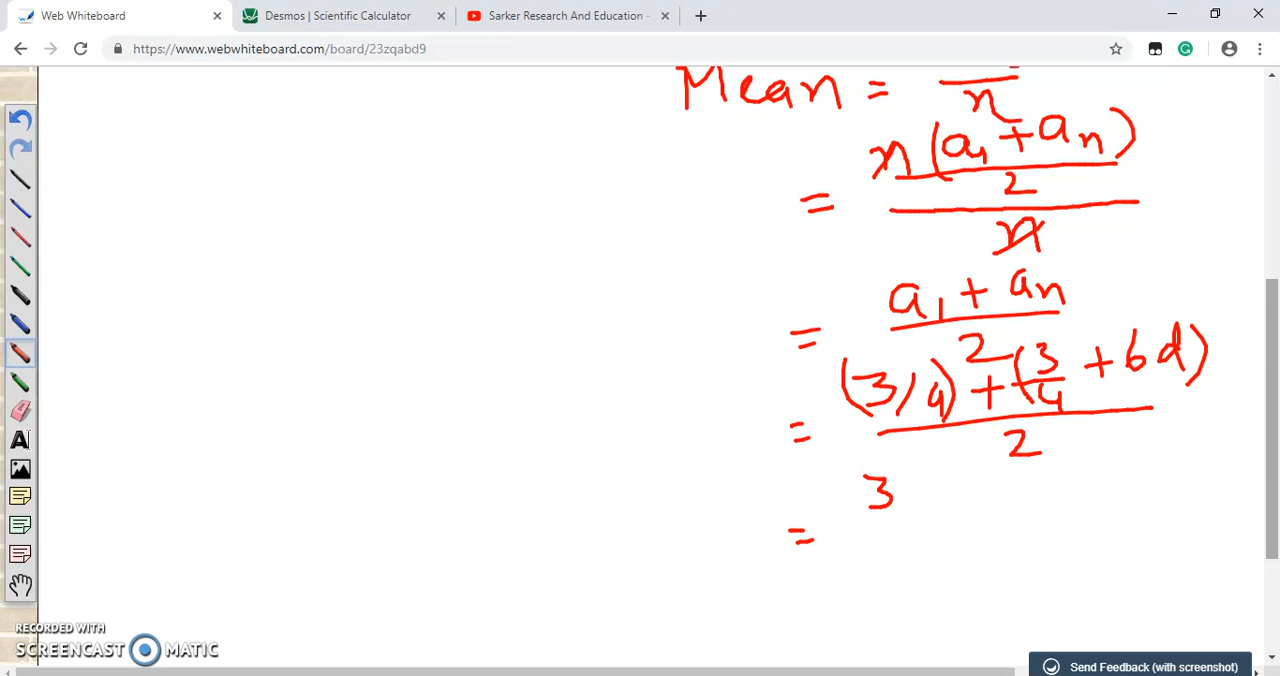 Web Whiteboard
Desmos | Scientific Calculator
Sarker Research And Education -
https://www.webwhiteboard.com/board/23zqabd9
Mean = / n
= n(a1 + an) / 2 / n
= a1 + an / 2
= (3/4) + (3/4 + 6d) / 2
= 3
A
RECORDED WITH
SCREENCAST MATIC
Send Feedback (with screenshot)